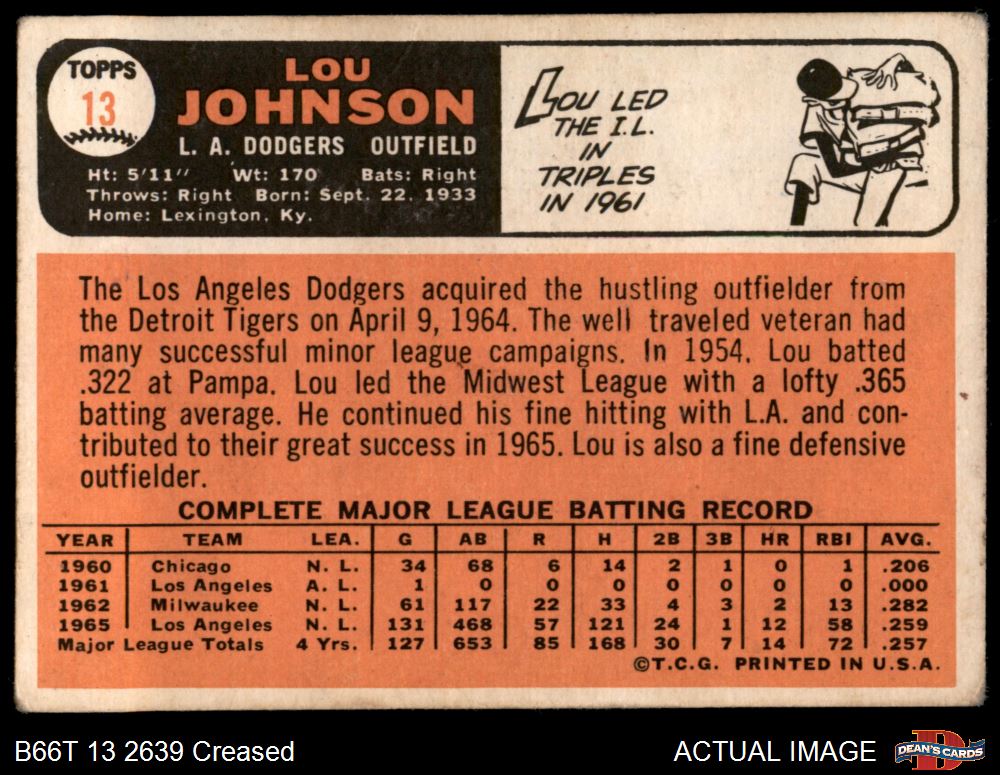 TOPPS
13
LOU
JOHNSON
L. A. DODGERS OUTFIELD
Ht: 5'11" Wt: 170 Bats: Right
Throws: Right Born: Sept. 22, 1933
Home: Lexington, Ky.
LOU LED
THE I.L.
IN
TRIPLES
IN 1961
The Los Angeles Dodgers acquired the hustling outfielder from
the Detroit Tigers on April 9, 1964. The well traveled veteran had
many successful minor league campaigns. In 1954, Lou batted
.322 at Pampa. Lou led the Midwest League with a lofty .365
batting average. He continued his fine hitting with L.A. and con-
tributed to their great success in 1965. Lou is also a fine defensive
outfielder.
COMPLETE MAJOR LEAGUE BATTING RECORD
YEAR TEAM LEA. G AB R H 2B 3B HR RBI AVG.
1960 Chicago N. L. 34 68 6 14 2 1 0 1 .206
1961 Los Angeles A. L. 1 0 0 0 0 0 0 0 .000
1962 Milwaukee N. L. 61 117 22 33 4 3 2 13 .282
1965 Los Angeles N. L. 131 468 57 121 24 1 12 58 .259
Major League Totals 4 Yrs. 127 653 85 168 30 7 14 72 .257
©T.C.G. PRINTED IN U.S.A.
B66T 13 2639 Creased
ACTUAL IMAGE
D
DEAN'S CARDS